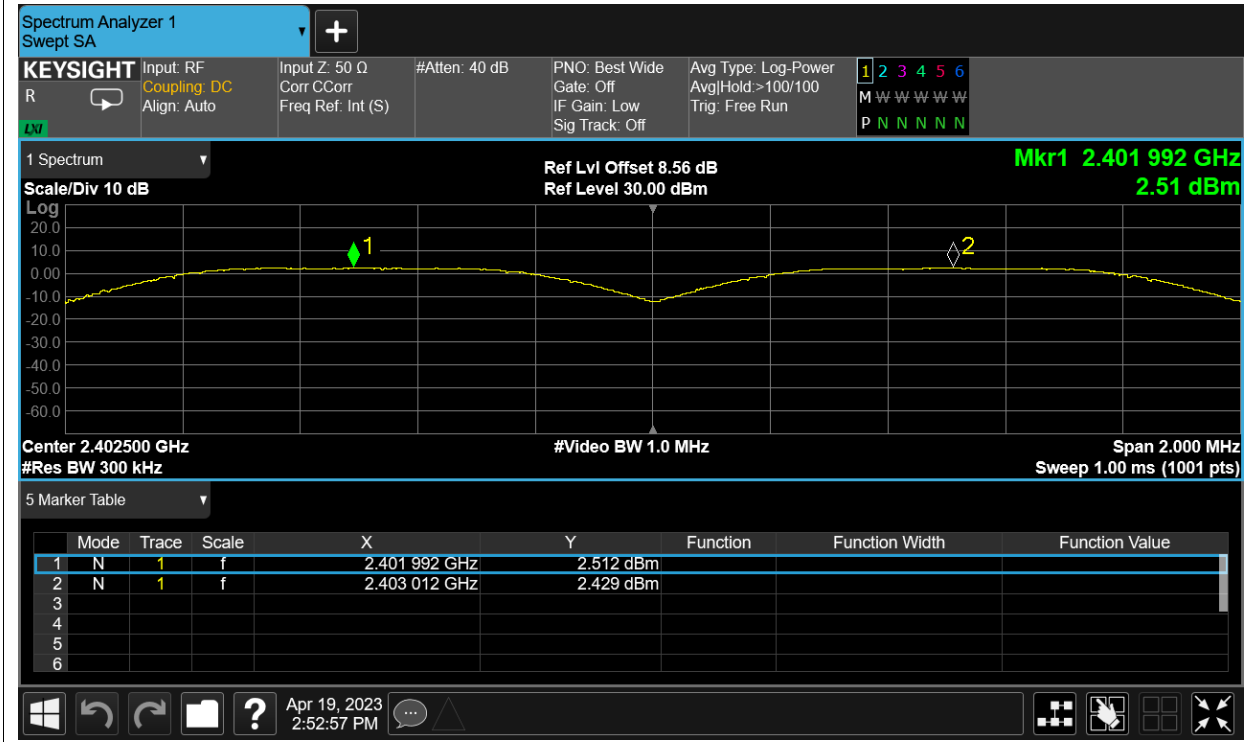 Spectrum Analyzer 1
Swept SA
+
KEYSIGHT Input: RF Input Z: 50 Ω #Atten: 40 dB PNO: Best Wide Avg Type: Log-Power 1 2 3 4 5 6
R Coupling: DC Corr CCorr Gate: Off Avg|Hold:>100/100 M W W W W W
Align: Auto Freq Ref: Int (S) IF Gain: Low Trig: Free Run
LXI Sig Track: Off P N N N N N
1 Spectrum Ref Lvl Offset 8.56 dB Mkr1 2.401 992 GHz
Scale/Div 10 dB Ref Level 30.00 dBm 2.51 dBm
Log
20.0
10.0 1 2
0.00
-10.0
-20.0
-30.0
-40.0
-50.0
-60.0
Center 2.402500 GHz #Video BW 1.0 MHz Span 2.000 MHz
#Res BW 300 kHz Sweep 1.00 ms (1001 pts)
5 Marker Table
Mode Trace Scale X Y Function Function Width Function Value
1 N 1 f 2.401 992 GHz 2.512 dBm
2 N 1 f 2.403 012 GHz 2.429 dBm
3
4
5
6
? Apr 19, 2023
2:52:57 PM